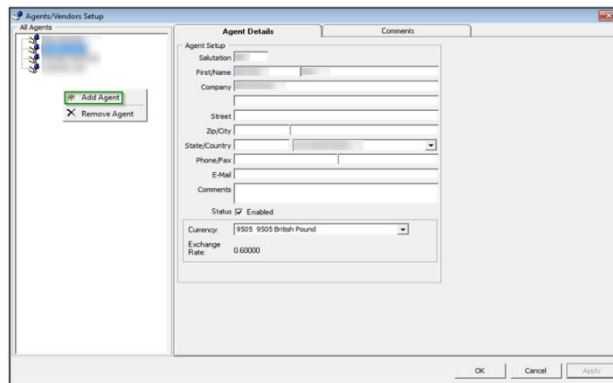 Agents/Vendors Setup
All Agents
Add Agent
Remove Agent
Agent Details
Comments
Agent Setup
Salutation
First/Name
Company
Street
Zip/City
State/Country
Phone/Fax
E-Mail
Comments
Status Enabled
Currency: 9505 9505 British Pound
Exchange
Rate: 0.60000
OK Cancel Apply